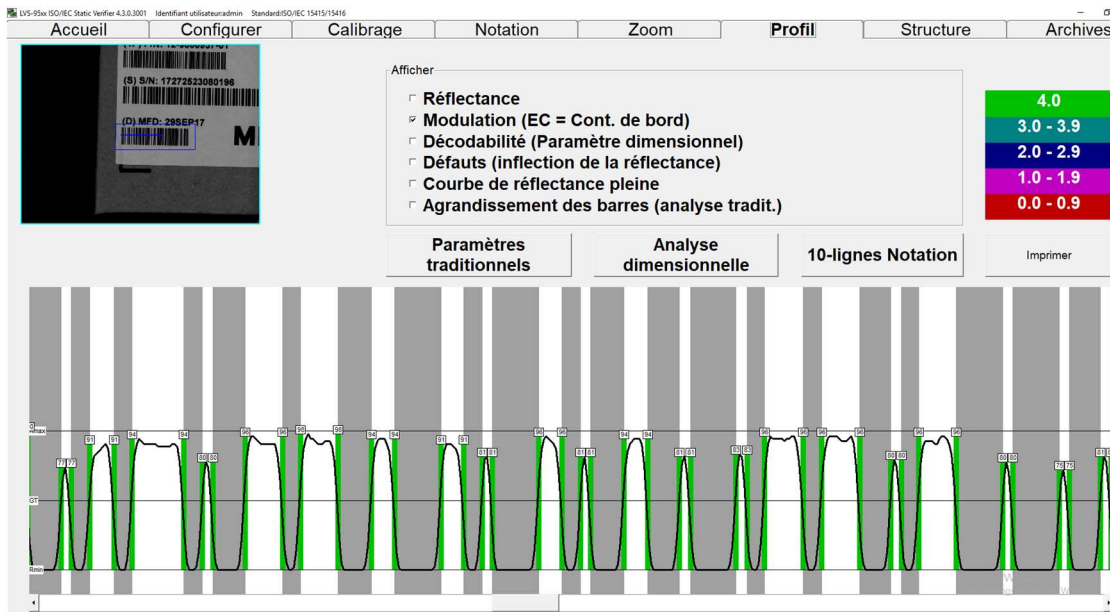 LVS-95xx ISO/IEC Static Verifier 4.3.0.3001 Identifiant utilisateur:admin Standard:ISO/IEC 15415/15416
Accueil Configurer Calibrage Notation Zoom Profil Structure Archives
(S) S/N: 17272523080196
(D) MFD: 29SEP17
Afficher
Réflectance
Modulation (EC = Cont. de bord)
Décodabilité (Paramètre dimensionnel)
Défauts (inflection de la réflectance)
Courbe de réflectance pleine
Agrandissement des barres (analyse tradit.)
4.0
3.0 - 3.9
2.0 - 2.9
1.0 - 1.9
0.0 - 0.9
Paramètres traditionnels
Analyse dimensionnelle
10-lignes Notation
Imprimer
77 77 91 91 94 94 80 80 96 96 98 98 94 94 91 91 81 81 96 96 81 81 94 94 81 81 83 83 96 96 96 96 80 80 96 96 80 80 75 75 81
GT
Rmin